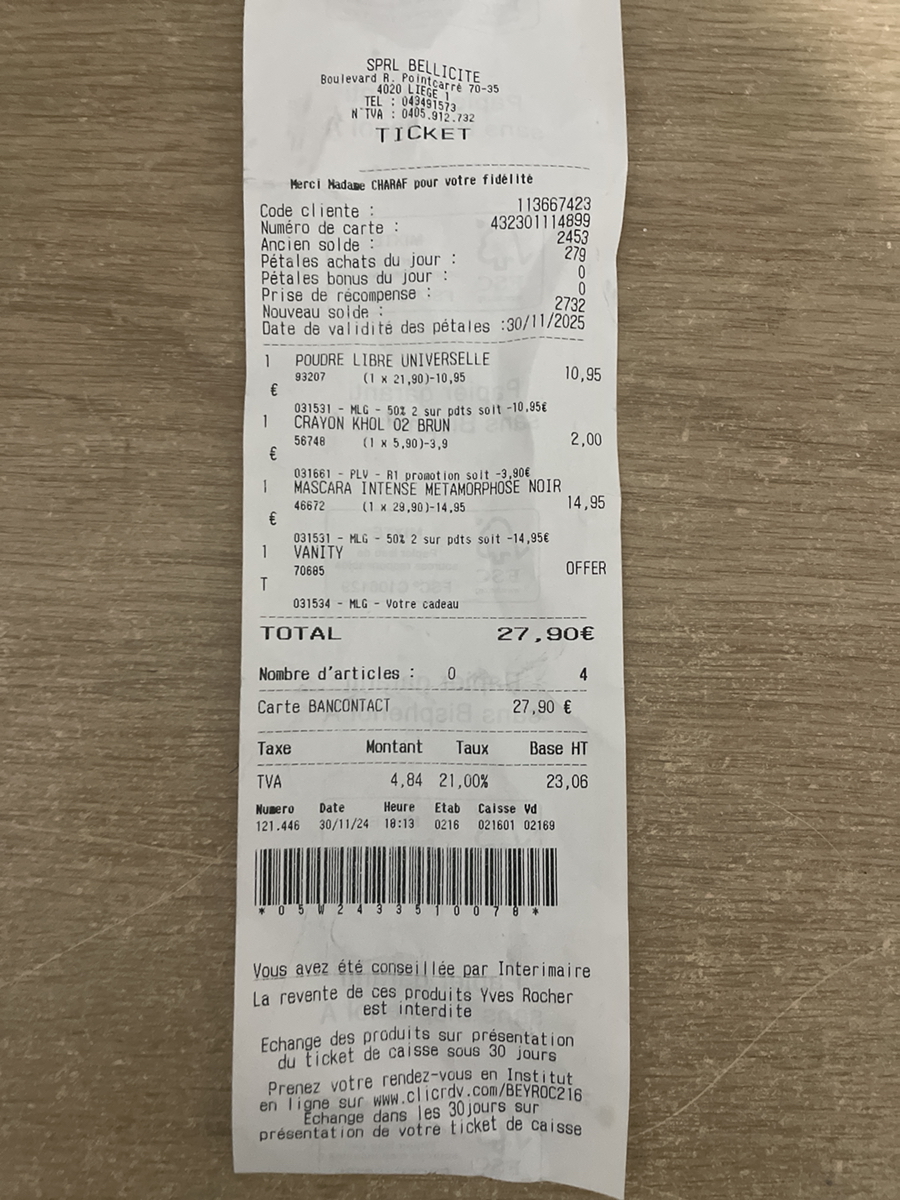 SPRL BELLICITE
Boulevard R. Pointcarré 70-35
4020 LIEGE 1
TEL : 043491573
N°TVA : 0405.912.732
TICKET
Merci Madame CHARAF pour votre fidélité
Code cliente : 113667423
Numéro de carte : 432301114899
Ancien solde : 2453
Pétales achats du jour : 279
Pétales bonus du jour : 0
Prise de récompense : 0
Nouveau solde : 2732
Date de validité des pétales :30/11/2025
1 POUDRE LIBRE UNIVERSELLE
93207 (1 x 21,90)-10,95 10,95
€
031531 - MLG - 50% 2 sur pdts soit -10.95€
1 CRAYON KHOL 02 BRUN
56748 (1 x 5,90)-3,9 2,00
€
031661 - PLV - R1 promotion soit -3,90€
1 MASCARA INTENSE METAMORPHOSE NOIR
46672 (1 x 29,90)-14,95 14,95
€
031531 - MLG - 50% 2 sur pdts soit -14,95€
1 VANITY
70685 OFFER
T
031534 - MLG - Votre cadeau
TOTAL 27,90€
Nombre d'articles : 0 4
Carte BANCONTACT 27,90 €
Taxe Montant Taux Base HT
TVA 4,84 21,00% 23,06
Numero Date Heure Etab Caisse Vd
121.446 30/11/24 18:13 0216 021601 02169
*05W2433510078*
Vous avez été conseillée par Interimaire
La revente de ces produits Yves Rocher
est interdite
Echange des produits sur présentation
du ticket de caisse sous 30 jours
Prenez votre rendez-vous en Institut
en ligne sur www.clicrdv.com/BEYROC216
Echange dans les 30jours sur
présentation de votre ticket de caisse